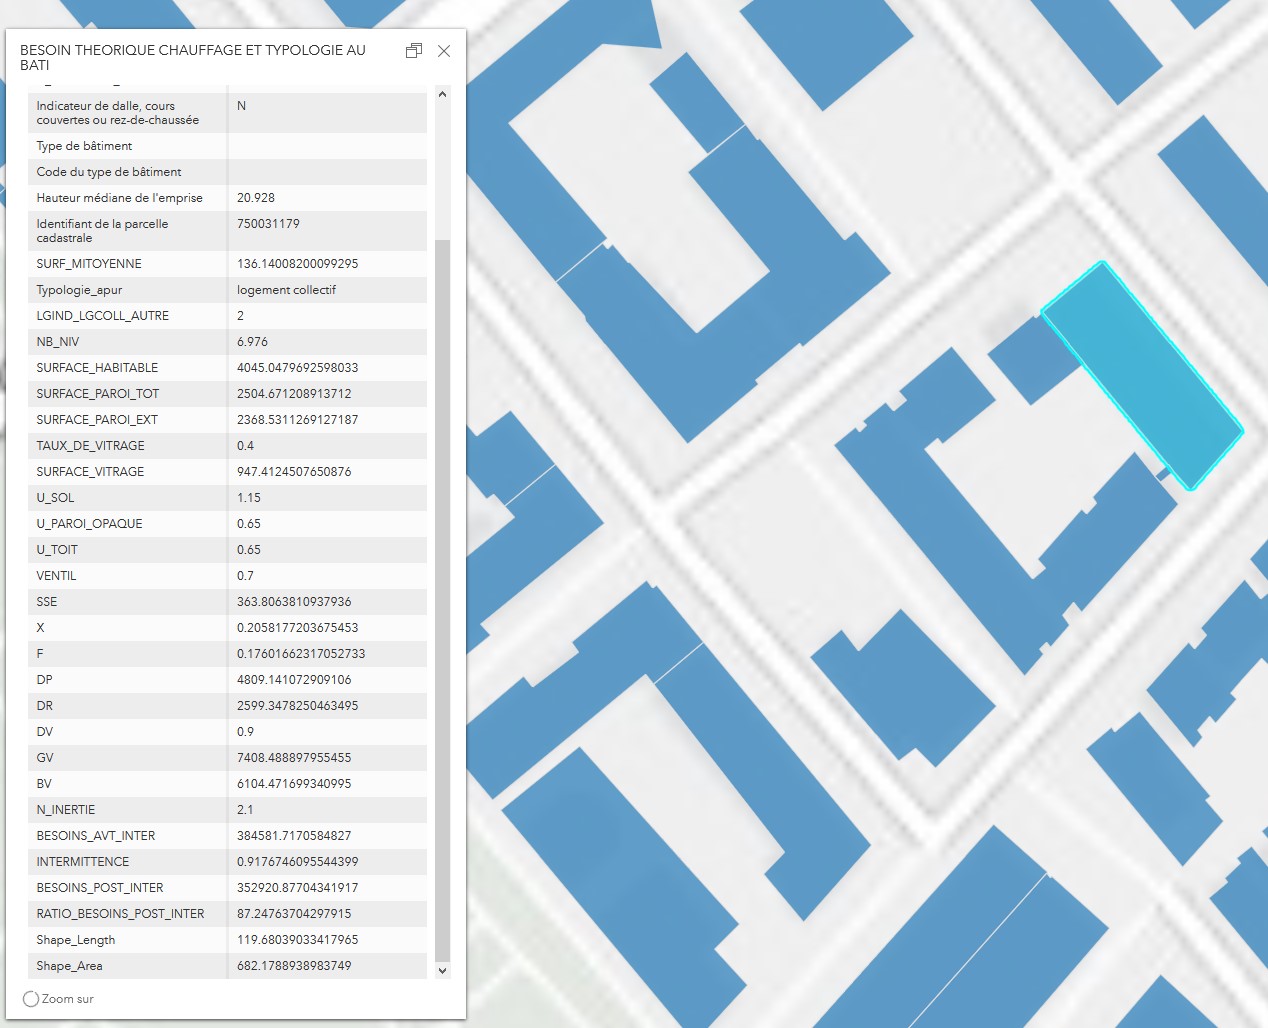 BESOIN THEORIQUE CHAUFFAGE ET TYPOLOGIE AU
BATI
Indicateur de dalle, cours N
couvertes ou rez-de-chaussée
Type de bâtiment
Code du type de bâtiment
Hauteur médiane de l'emprise 20.928
Identifiant de la parcelle 750031179
cadastrale
SURF_MITOYENNE 136.14008200099295
Typologie_apur logement collectif
LGIND_LGCOLL_AUTRE 2
NB_NIV 6.976
SURFACE_HABITABLE 4045.0479692598033
SURFACE_PAROI_TOT 2504.671208913712
SURFACE_PAROI_EXT 2368.5311269127187
TAUX_DE_VITRAGE 0.4
SURFACE_VITRAGE 947.4124507650876
U_SOL 1.15
U_PAROI_OPAQUE 0.65
U_TOIT 0.65
VENTIL 0.7
SSE 363.8063810937936
X 0.2058177203675453
F 0.17601662317052733
DP 4809.141072909106
DR 2599.3478250463495
DV 0.9
GV 7408.488897955455
BV 6104.471699340995
N_INERTIE 2.1
BESOINS_AVT_INTER 384581.7170584827
INTERMITTENCE 0.9176746095544399
BESOINS_POST_INTER 352920.87704341917
RATIO_BESOINS_POST_INTER 87.24763704297915
Shape_Length 119.68039033417965
Shape_Area 682.1788938983749
Zoom sur